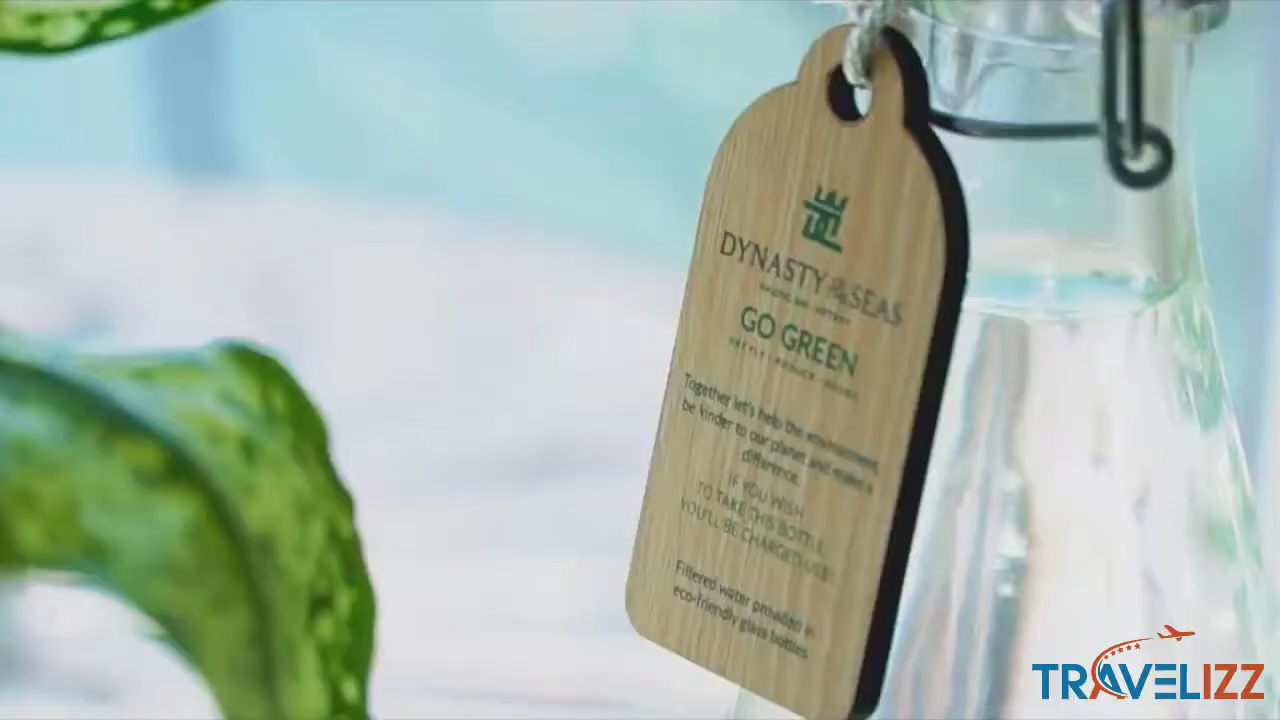 DYNASTY OF THE SEAS
GO GREEN
Together let's help the environment,
be kinder to our planet and make a
difference.
IF YOU WISH
TO TAKE THIS BOTTLE,
YOU'LL BE CHARGED
Filtered water provided in
eco-friendly glass bottles
TRAVELIZZ